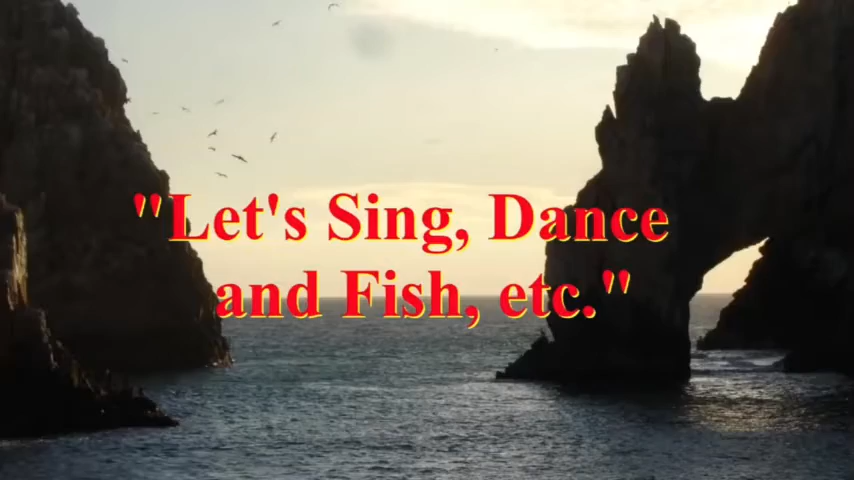 "Let's Sing, Dance
and Fish, etc."